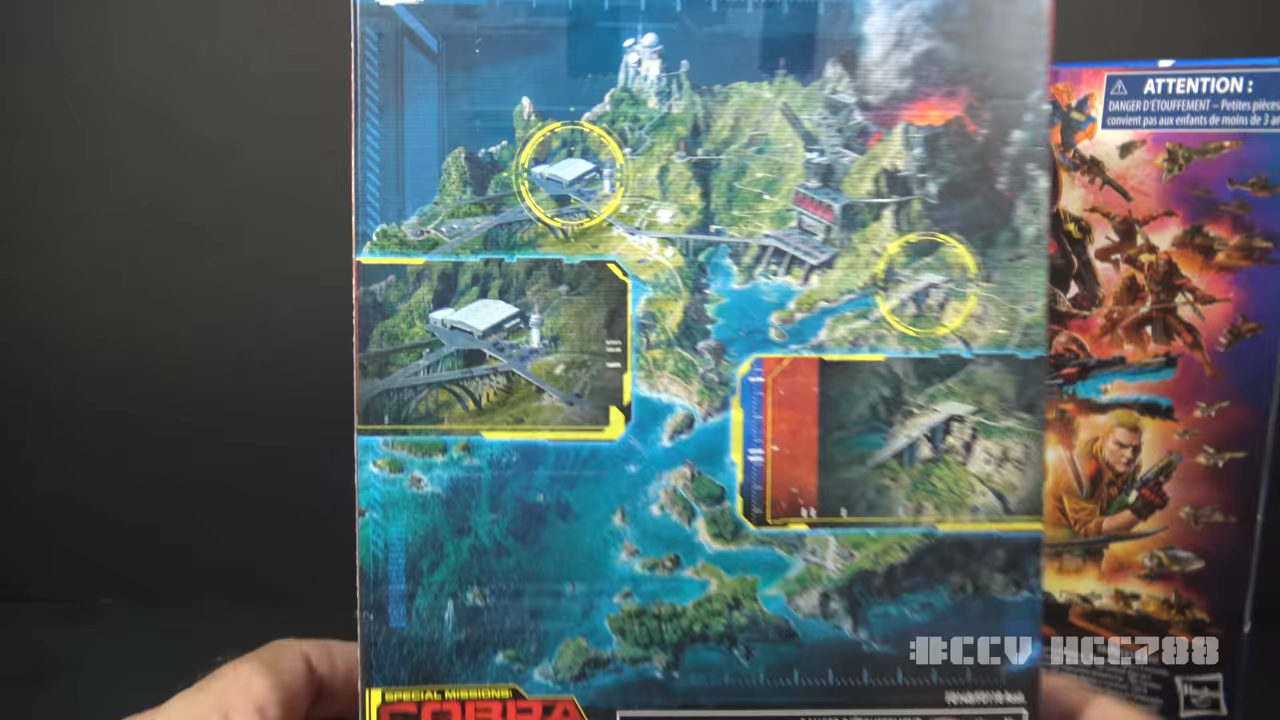 ATTENTION :
DANGER D'ÉTOUFFEMENT – Petites pièces
convient pas aux enfants de moins de 3 an
#CCV HCC788
SPECIAL MISSIONS:
COBRA
Hasbro